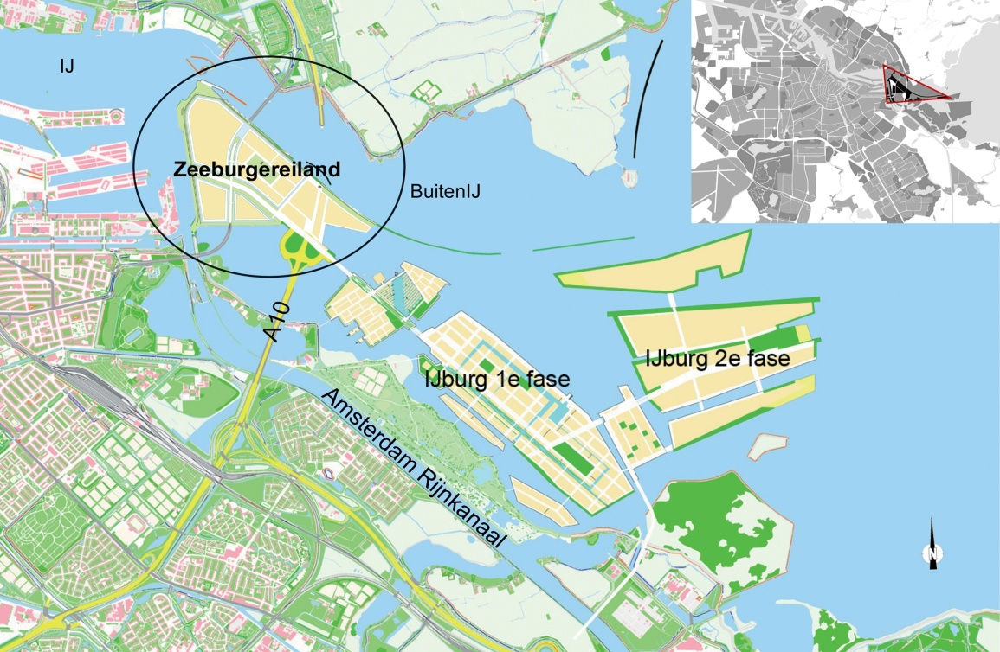 IJ
Zeeburgereiland
BuitenIJ
A10
IJburg 2e fase
IJburg 1e fase
Amsterdam Rijnkanaal
N